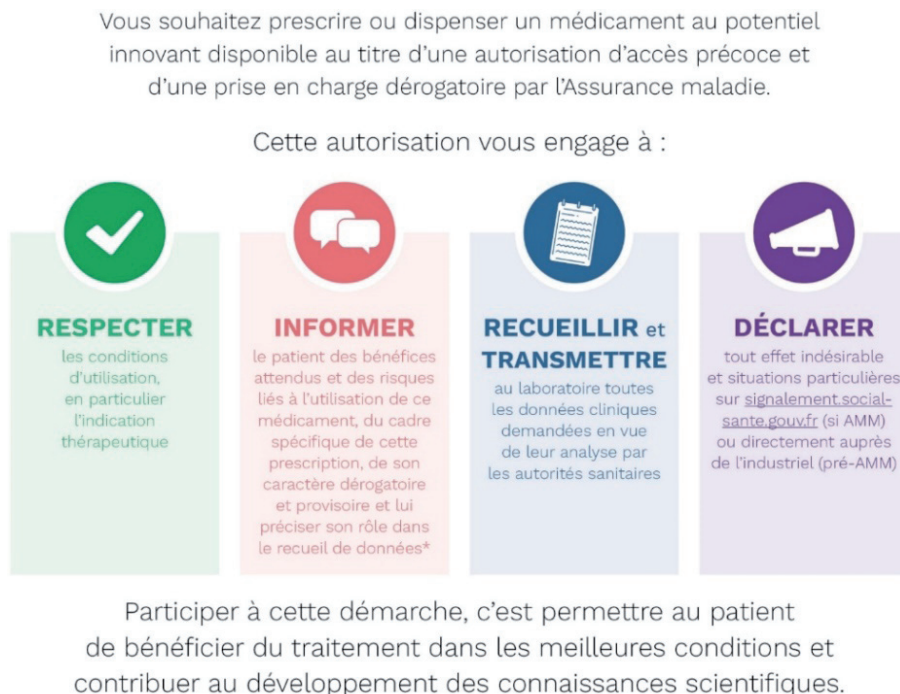 Vous souhaitez prescrire ou dispenser un médicament au potentiel
innovant disponible au titre d'une autorisation d'accès précoce et
d'une prise en charge dérogatoire par l'Assurance maladie.
Cette autorisation vous engage à :
RESPECTER
les conditions
d'utilisation,
en particulier
l'indication
thérapeutique
INFORMER
le patient des bénéfices
attendus et des risques
liés à l'utilisation de ce
médicament, du cadre
spécifique de cette
prescription, de son
caractère dérogatoire
et provisoire et lui
préciser son rôle dans
le recueil de données*
RECUEILLIR et
TRANSMETTRE
au laboratoire toutes
les données cliniques
demandées en vue
de leur analyse par
les autorités sanitaires
DÉCLARER
tout effet indésirable
et situations particulières
sur signalement.social-
sante.gouv.fr (si AMM)
ou directement auprès
de l'industriel (pré-AMM)
Participer à cette démarche, c'est permettre au patient
de bénéficier du traitement dans les meilleures conditions et
contribuer au développement des connaissances scientifiques.